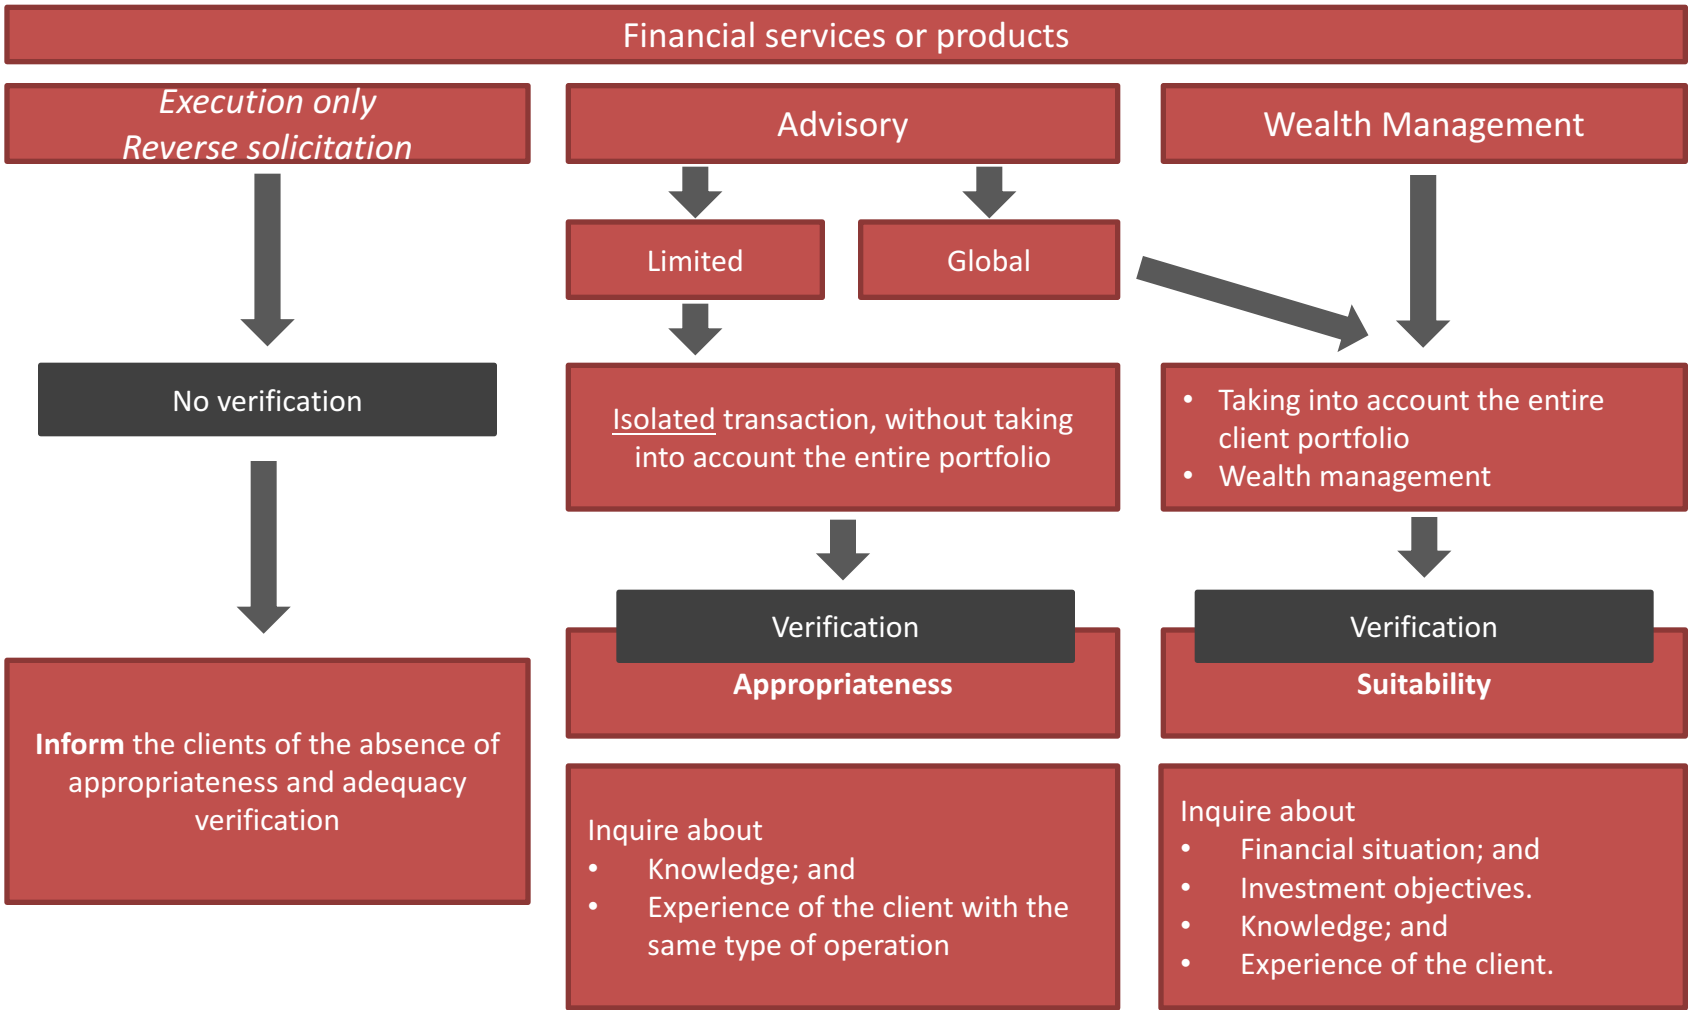 Financial services or products
Execution only
Reverse solicitation
Advisory
Wealth Management
Limited
Global
No verification
Isolated transaction, without taking
into account the entire portfolio
• Taking into account the entire
client portfolio
• Wealth management
Verification
Appropriateness
Verification
Suitability
Inform the clients of the absence of
appropriateness and adequacy
verification
Inquire about
• Knowledge; and
• Experience of the client with the
same type of operation
Inquire about
• Financial situation; and
• Investment objectives.
• Knowledge; and
• Experience of the client.